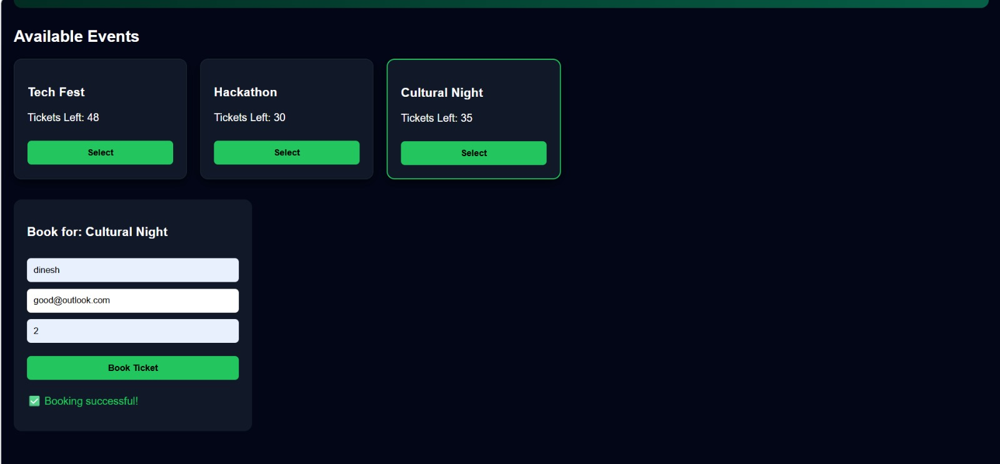 Available Events
Tech Fest
Tickets Left: 48
Select
Hackathon
Tickets Left: 30
Select
Cultural Night
Tickets Left: 35
Select
Book for: Cultural Night
dinesh
good@outlook.com
2
Book Ticket
✅ Booking successful!